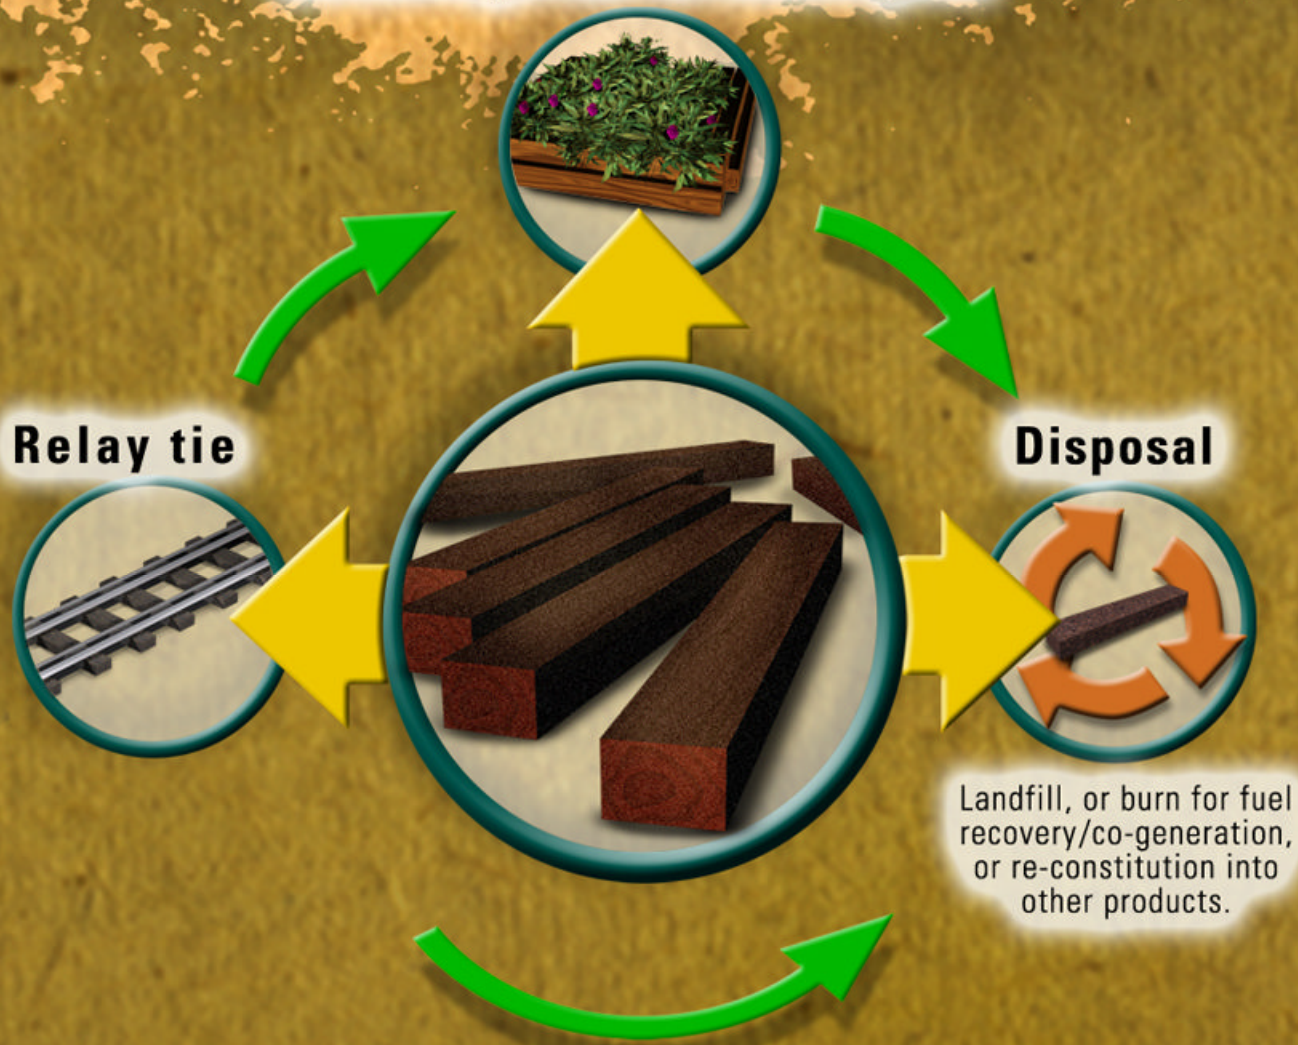 Relay tie
Disposal
Landfill, or burn for fuel
recovery/co-generation,
or re-constitution into
other products.